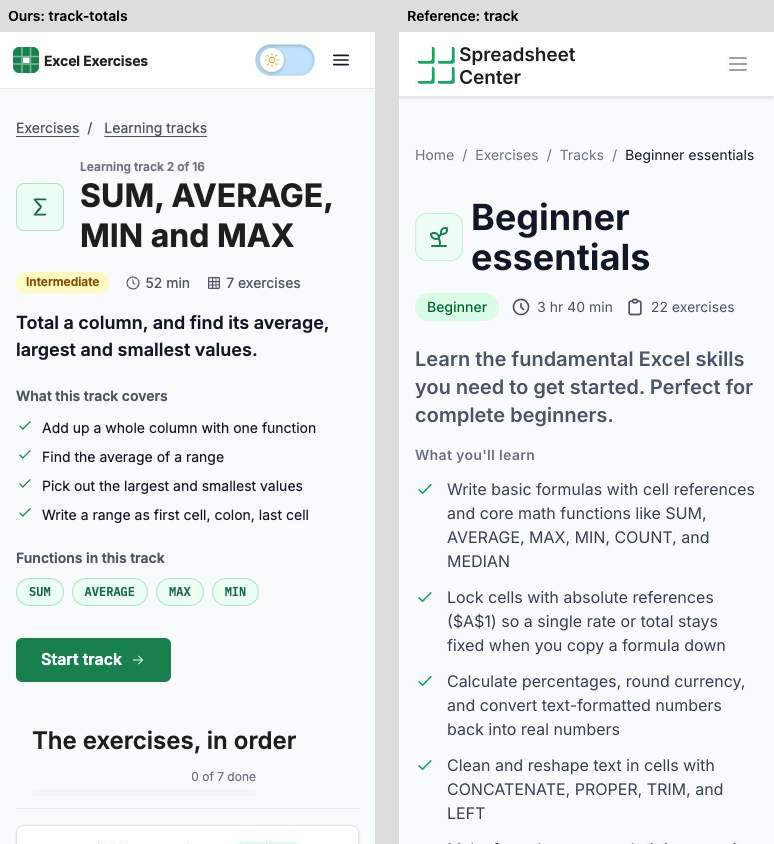 Ours: track-totals
Excel Exercises
Exercises / Learning tracks
Learning track 2 of 16
Σ
SUM, AVERAGE,
MIN and MAX
Intermediate 52 min 7 exercises
Total a column, and find its average,
largest and smallest values.
What this track covers
Add up a whole column with one function
Find the average of a range
Pick out the largest and smallest values
Write a range as first cell, colon, last cell
Functions in this track
SUM AVERAGE MAX MIN
Start track →
The exercises, in order
0 of 7 done
Reference: track
Spreadsheet
Center
Home / Exercises / Tracks / Beginner essentials
Beginner
essentials
Beginner 3 hr 40 min 22 exercises
Learn the fundamental Excel skills
you need to get started. Perfect for
complete beginners.
What you'll learn
Write basic formulas with cell references
and core math functions like SUM,
AVERAGE, MAX, MIN, COUNT, and
MEDIAN
Lock cells with absolute references
($A$1) so a single rate or total stays
fixed when you copy a formula down
Calculate percentages, round currency,
and convert text-formatted numbers
back into real numbers
Clean and reshape text in cells with
CONCATENATE, PROPER, TRIM, and
LEFT